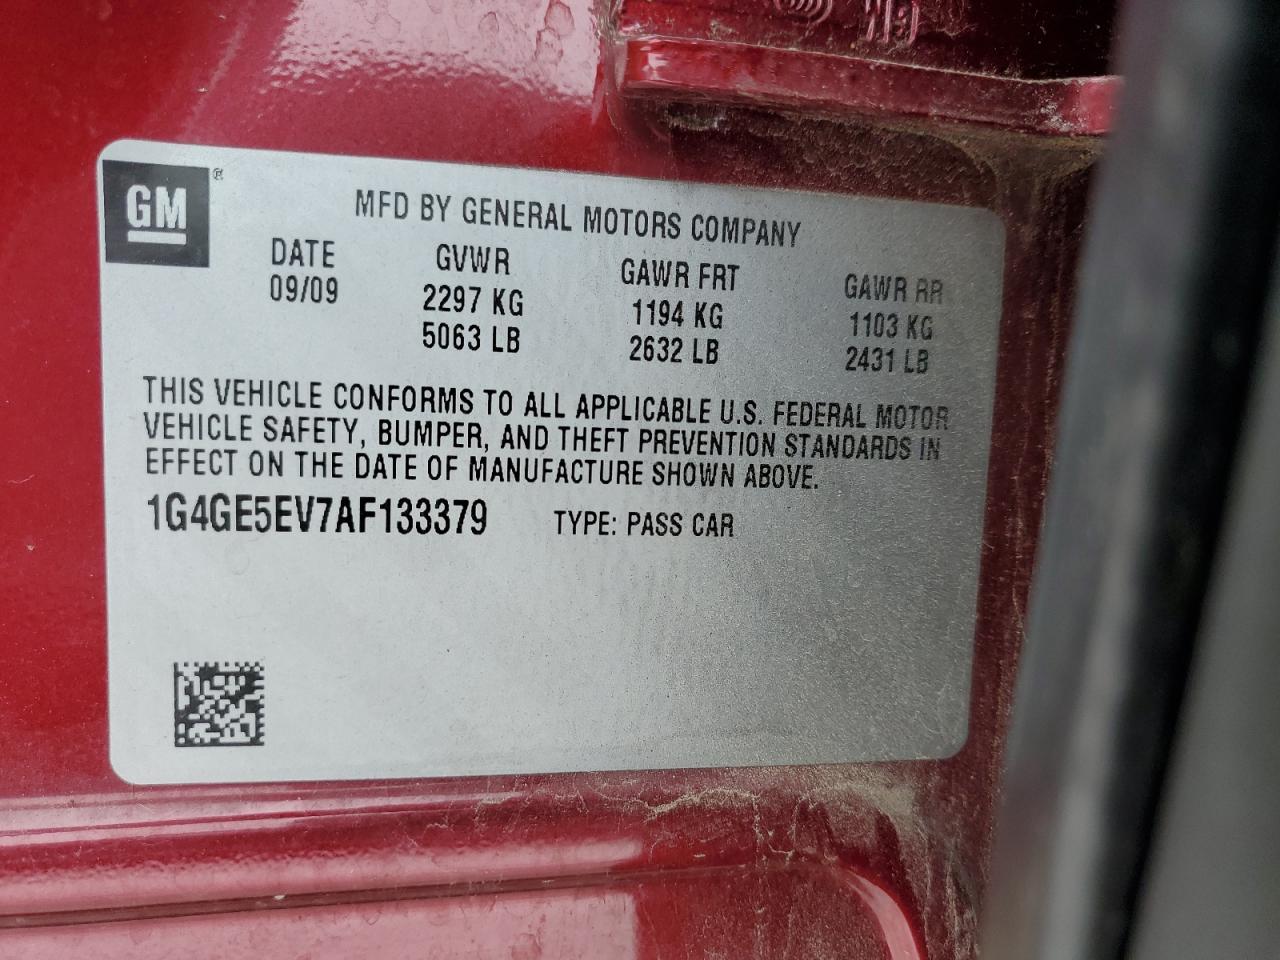 GM ®
MFD BY GENERAL MOTORS COMPANY
DATE GVWR GAWR FRT GAWR RR
09/09 2297 KG 1194 KG 1103 KG
5063 LB 2632 LB 2431 LB
THIS VEHICLE CONFORMS TO ALL APPLICABLE U.S. FEDERAL MOTOR
VEHICLE SAFETY, BUMPER, AND THEFT PREVENTION STANDARDS IN
EFFECT ON THE DATE OF MANUFACTURE SHOWN ABOVE.
1G4GE5EV7AF133379 TYPE: PASS CAR